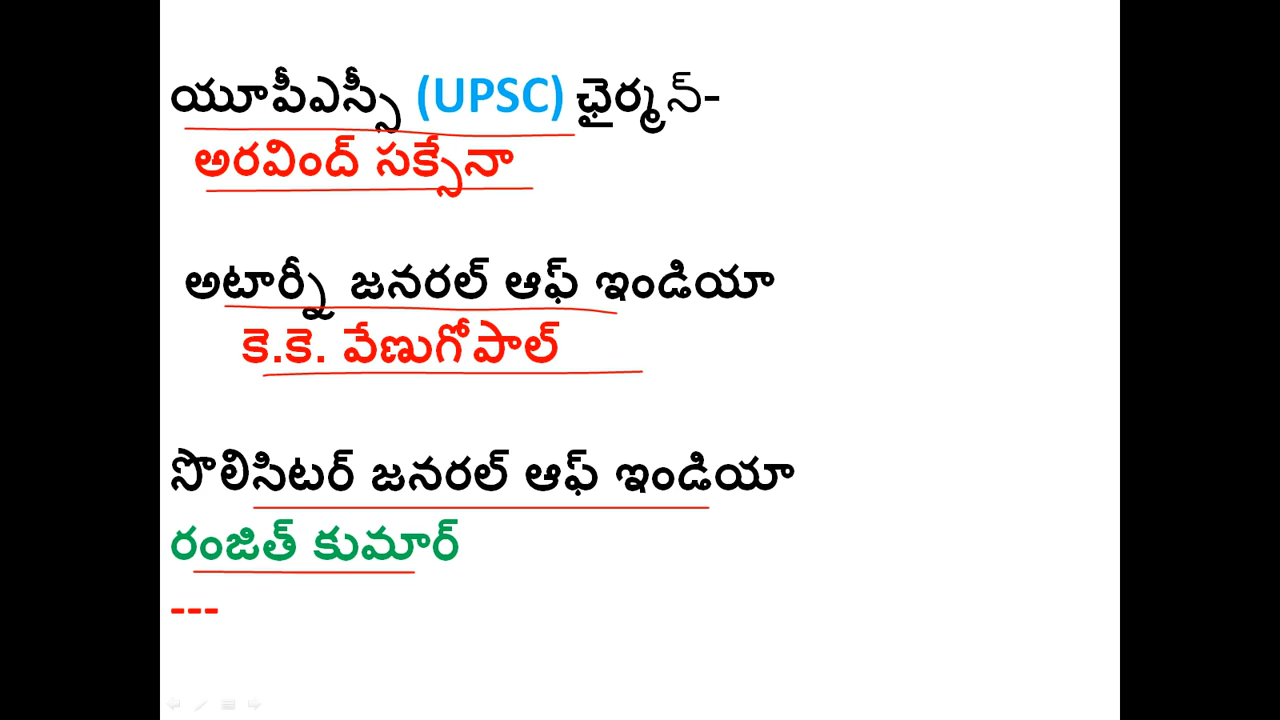 యూపీఎస్సీ (UPSC) ఛైర్మన్-
అరవింద్ సక్సేనా
అటార్నీ జనరల్ ఆఫ్ ఇండియా
కె.కె. వేణుగోపాల్
సొలిసిటర్ జనరల్ ఆఫ్ ఇండియా
రంజిత్ కుమార్
---